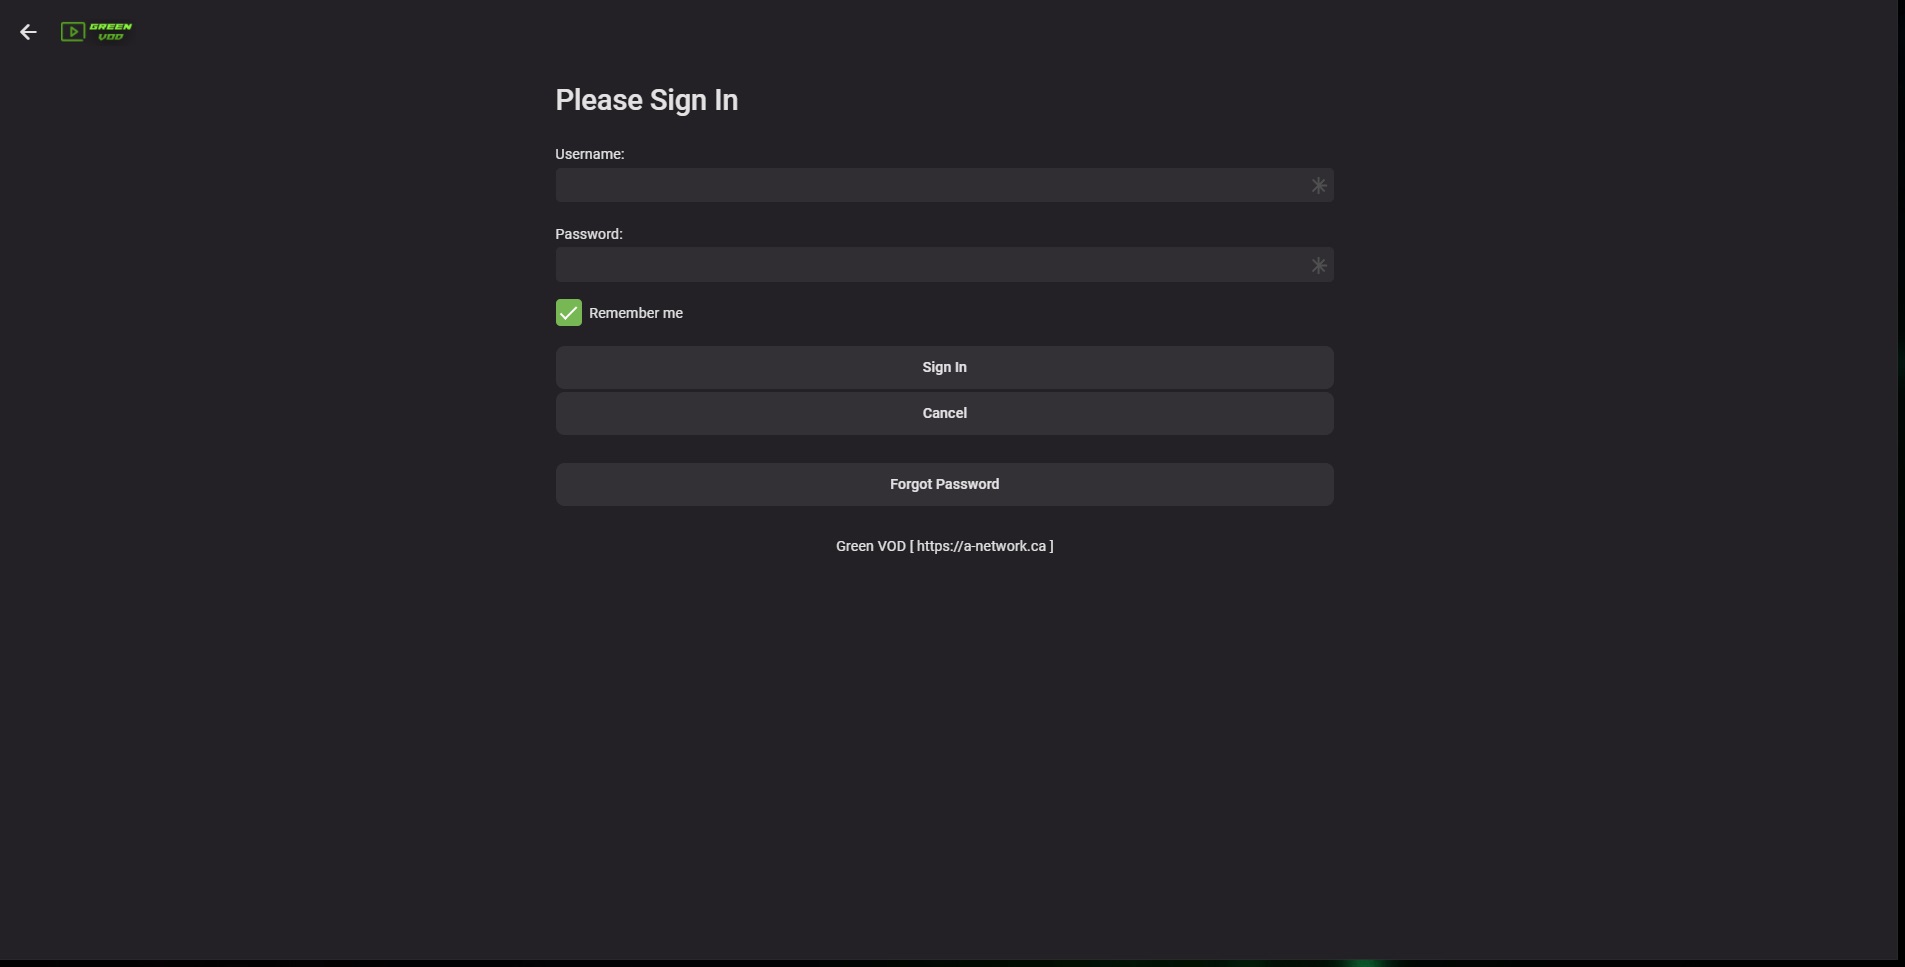 GREEN
VOD
Please Sign In
Username:
Password:
Remember me
Sign In
Cancel
Forgot Password
Green VOD [ https://a-network.ca ]